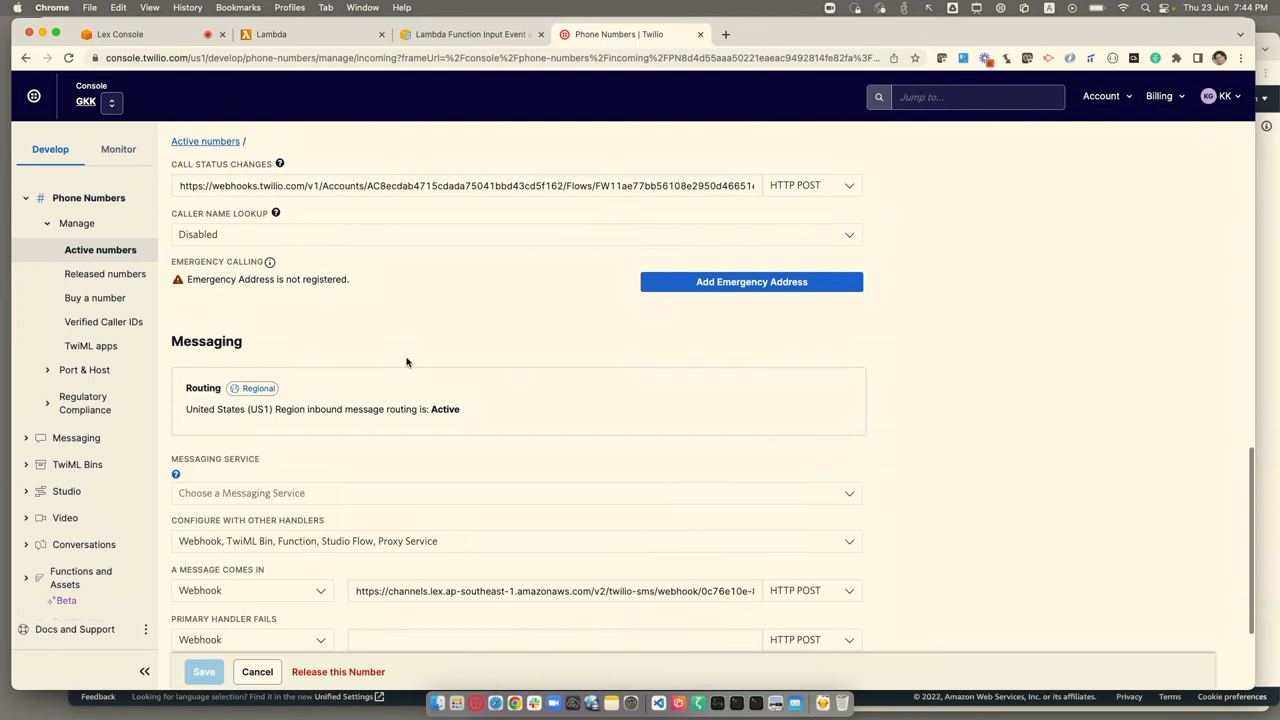 Chrome File Edit View History Bookmarks Profiles Tab Window Help Thu 23 Jun 7:44 PM
Lex Console Lambda Lambda Function Input Event a Phone Numbers | Twilio
console.twilio.com/us1/develop/phone-numbers/manage/incoming?frameUrl=%2Fconsole%2Fphone-numbers%2Fincoming%2FPN8d4d55aaa50221eaeac9492814fe82fa%3F...
Console
GKK
Jump to...
Account Billing KG KK
Develop Monitor
Active numbers /
CALL STATUS CHANGES
https://webhooks.twilio.com/v1/Accounts/AC8ecdab4715cdada75041bbd43cd5f162/Flows/FW11ae77bb56108e2950d46651e HTTP POST
CALLER NAME LOOKUP
Disabled
EMERGENCY CALLING
Emergency Address is not registered.
Add Emergency Address
Messaging
Routing Regional
United States (US1) Region inbound message routing is: Active
MESSAGING SERVICE
Choose a Messaging Service
CONFIGURE WITH OTHER HANDLERS
Webhook, TwiML Bin, Function, Studio Flow, Proxy Service
A MESSAGE COMES IN
Webhook https://channels.lex.ap-southeast-1.amazonaws.com/v2/twilio-sms/webhook/0c76e10e- HTTP POST
PRIMARY HANDLER FAILS
Webhook HTTP POST
Save Cancel Release this Number
# Phone Numbers
Manage
Active numbers
Released numbers
Buy a number
Verified Caller IDs
TwiML apps
Port & Host
Regulatory
Compliance
Messaging
TwiML Bins
Studio
Video
Conversations
Functions and
Assets
Beta
Docs and Support
Feedback Looking for language selection? Find it in the new Unified Settings © 2022, Amazon Web Services, Inc. or its affiliates. Privacy Terms Cookie preferences